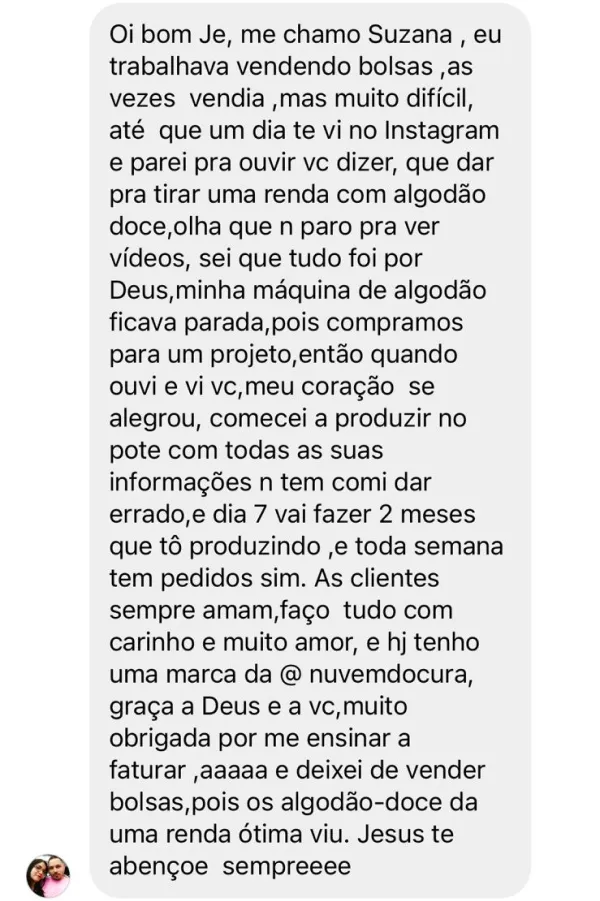 Oi bom Je, me chamo Suzana , eu
trabalhava vendendo bolsas ,as
vezes  vendia ,mas muito difícil,
até  que um dia te vi no Instagram
e parei pra ouvir vc dizer, que dar
pra tirar uma renda com algodão
doce,olha que n paro pra ver
vídeos, sei que tudo foi por
Deus,minha máquina de algodão
ficava parada,pois compramos
para um projeto,então quando
ouvi e vi vc,meu coração  se
alegrou, comecei a produzir no
pote com todas as suas
informações n tem comi dar
errado,e dia 7 vai fazer 2 meses
que tô produzindo ,e toda semana
tem pedidos sim. As clientes
sempre amam,faço  tudo com
carinho e muito amor, e hj tenho
uma marca da @ nuvemdocura,
graça a Deus e a vc,muito
obrigada por me ensinar a
faturar ,aaaaa e deixei de vender
bolsas,pois os algodão-doce da
uma renda ótima viu. Jesus te
abençoe  sempreeee